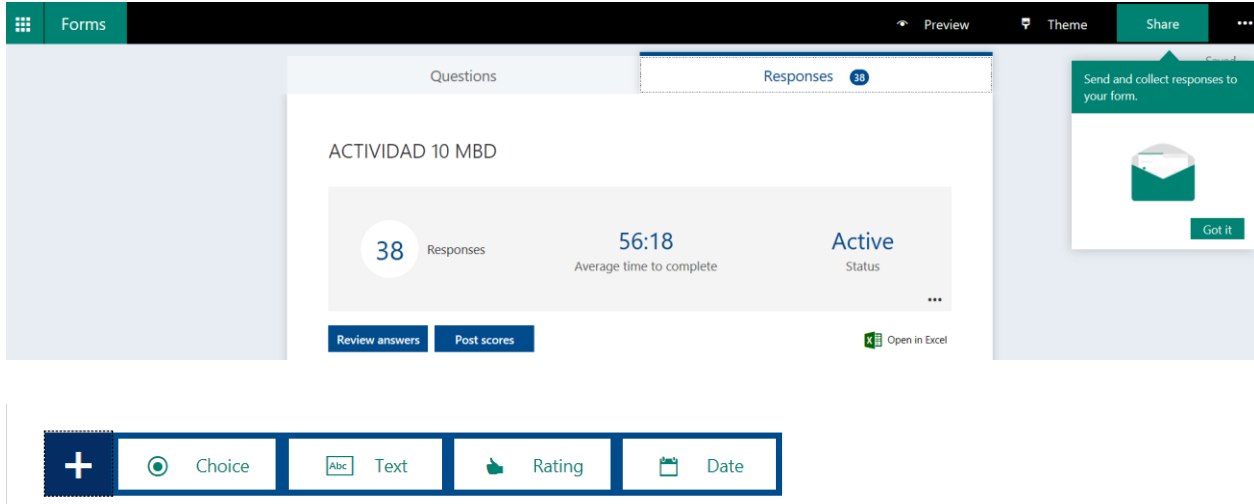 Forms Preview Theme Share
Saved
Questions Responses 38
Send and collect responses to
your form.
ACTIVIDAD 10 MBD
38 Responses
56:18
Average time to complete
Active
Status
Got it
Review answers Post scores Open in Excel
+ Choice Abc Text Rating Date